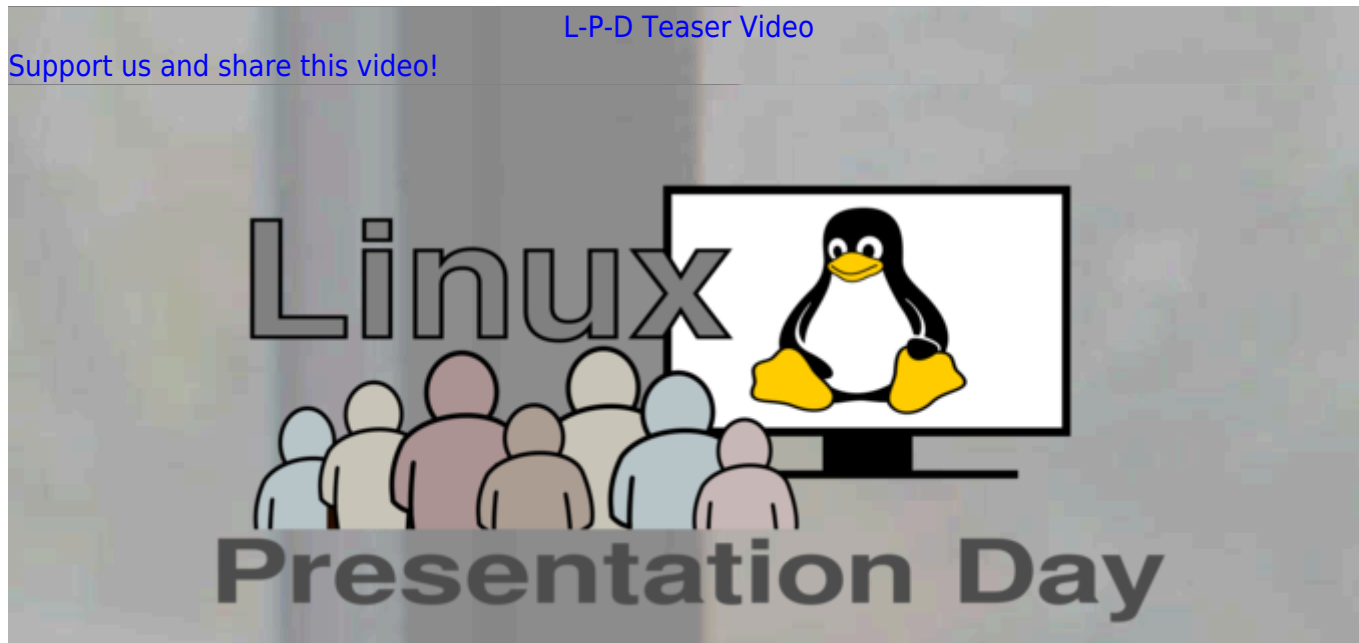 L-P-D Teaser Video
Support us and share this video!
Linux
Presentation Day